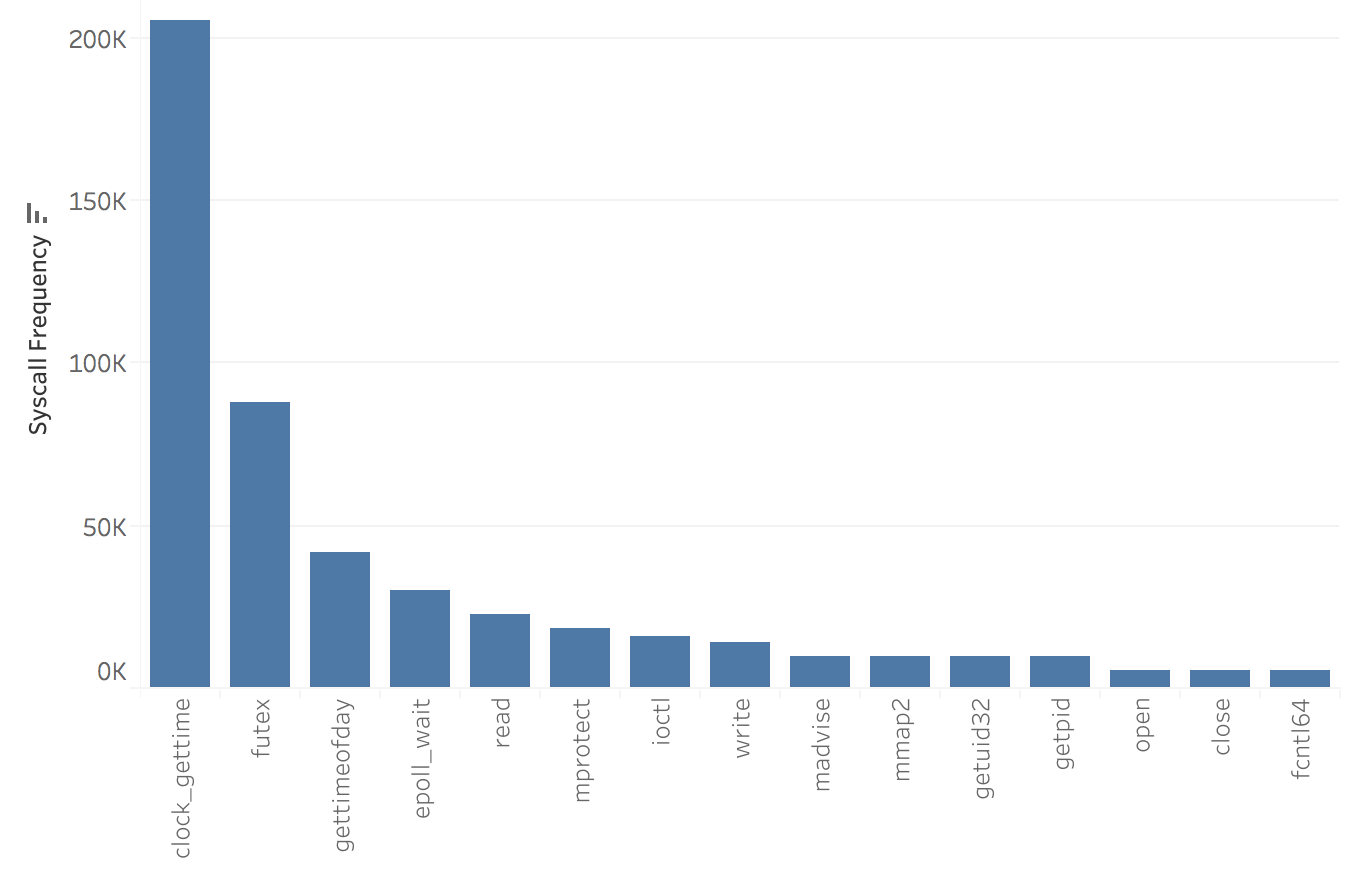 200K
150K
100K
50K
0K
Syscall Frequency
clock_gettime
futex
gettimeofday
epoll_wait
read
mprotect
ioctl
write
madvise
mmap2
getuid32
getpid
open
close
fcntl64